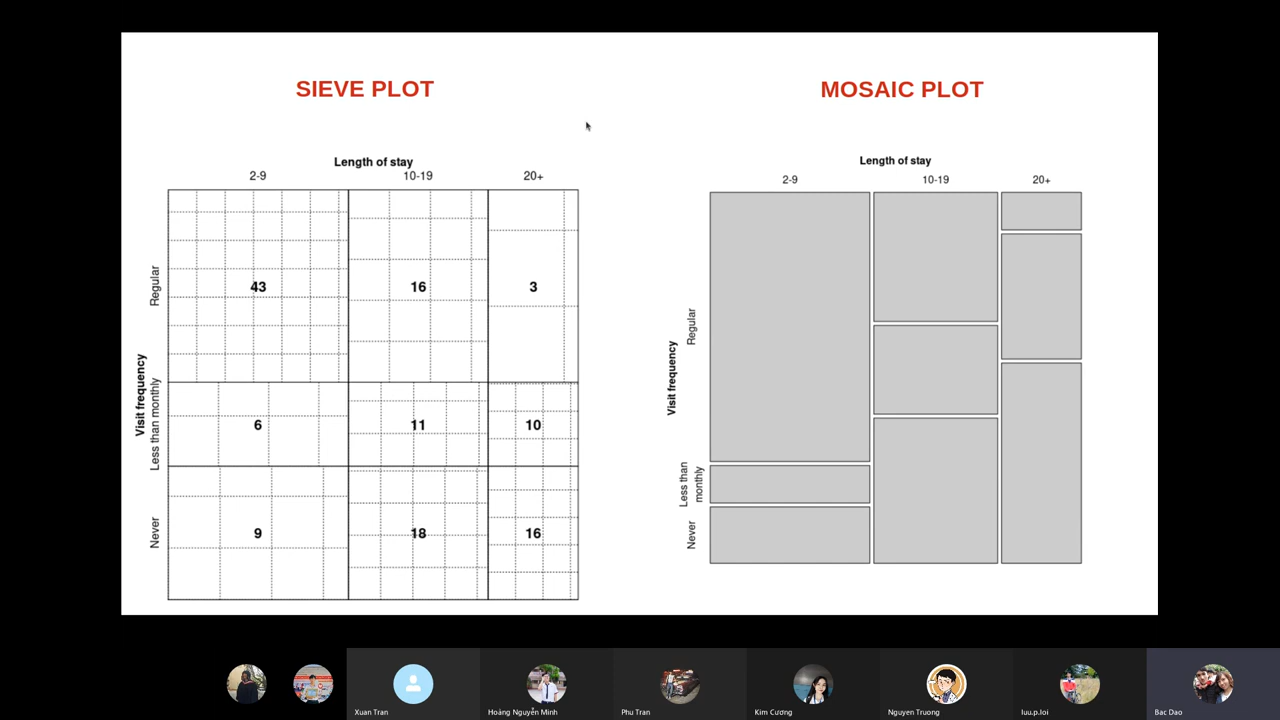 SIEVE PLOT
Length of stay
2-9 10-19 20+
Visit frequency
Regular
43 16 3
Less than monthly
6 11 10
Never
9 18 16
MOSAIC PLOT
Length of stay
2-9 10-19 20+
Visit frequency
Regular
Less than
monthly
Never
Xuan Tran
Hoàng Nguyễn Minh
Phu Tran
Kim Cương
Nguyen Truong
luu.p.loi
Bac Dao